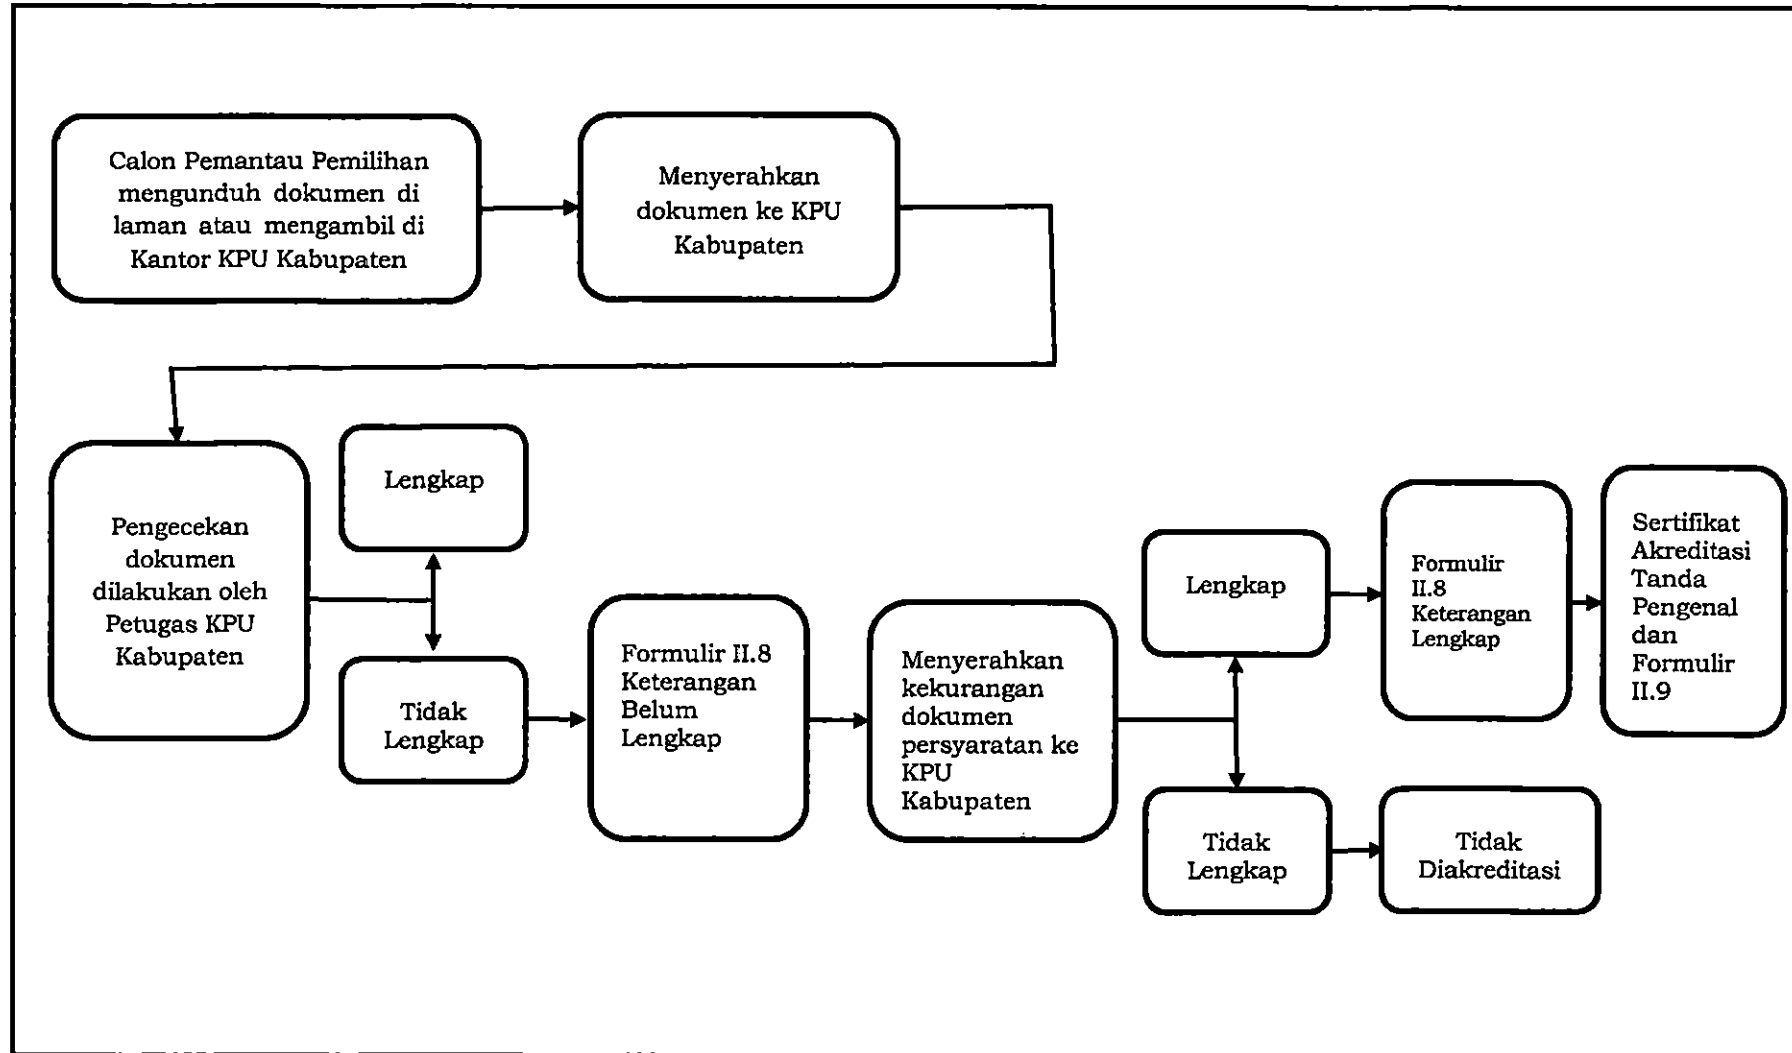 Calon Pemantau Pemilihan
mengunduh dokumen di
laman atau mengambil di
Kantor KPU Kabupaten
Menyerahkan
dokumen ke KPU
Kabupaten
Pengecekan
dokumen
dilakukan oleh
Petugas KPU
Kabupaten
Lengkap
Tidak
Lengkap
Formulir II.8
Keterangan
Belum
Lengkap
Menyerahkan
kekurangan
dokumen
persyaratan ke
KPU
Kabupaten
Lengkap
Formulir
II.8
Keterangan
Lengkap
Sertifikat
Akreditasi
Tanda
Pengenal
dan
Formulir
II.9
Tidak
Lengkap
Tidak
Diakreditasi